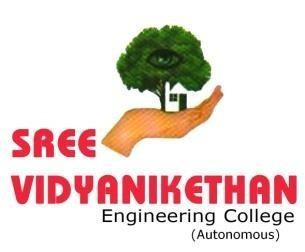 SREE
VIDYANIKETHAN
Engineering College
(Autonomous)